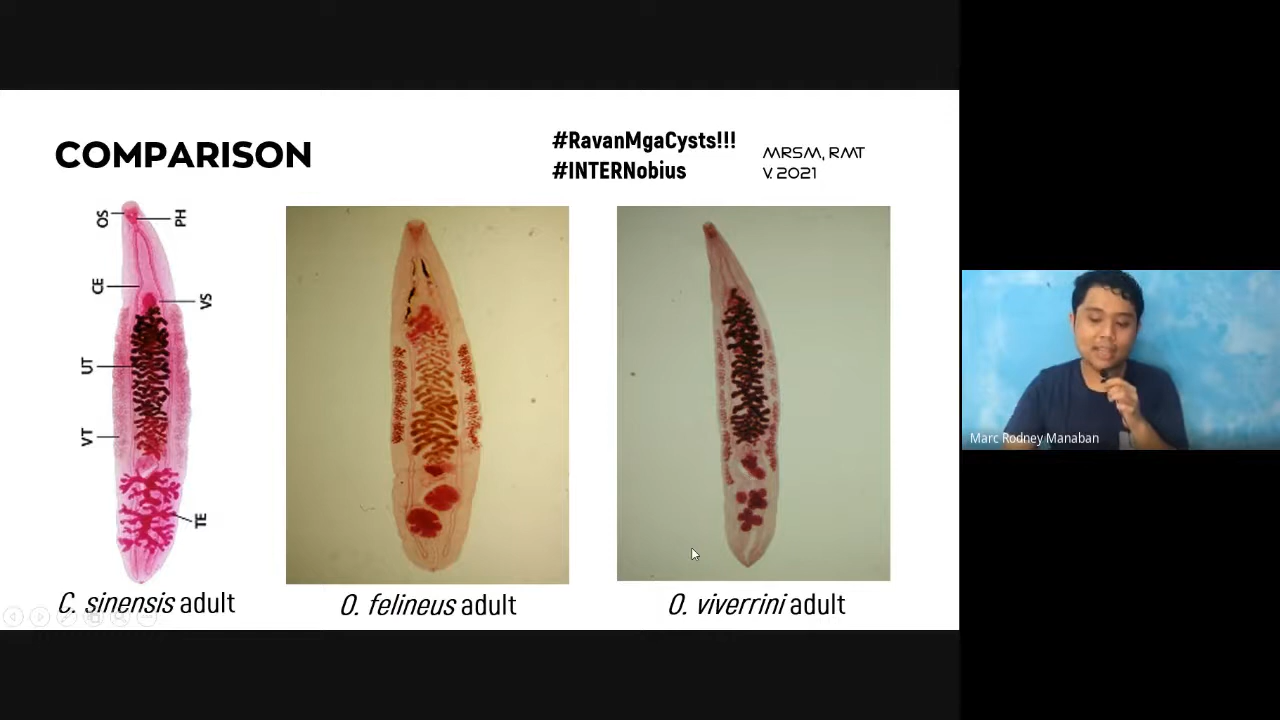 COMPARISON
#RavanMgaCysts!!!
#INTERNobius
MRSM, RMT
V. 2021
OS
PH
CE
VS
UT
VT
TE
C. sinensis adult
O. felineus adult
O. viverrini adult
Marc Rodney Manaban